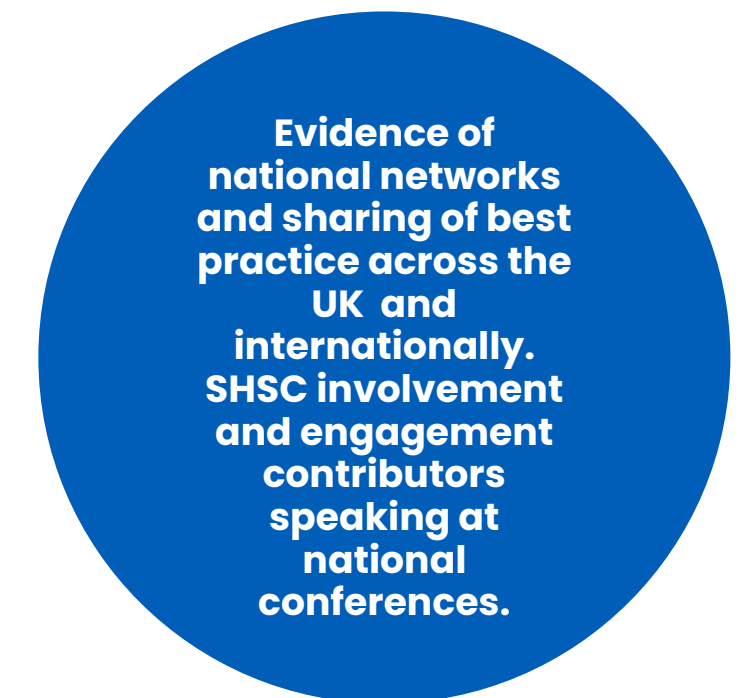 Evidence of
national networks
and sharing of best
practice across the
UK  and
internationally.
SHSC involvement
and engagement
contributors
speaking at
national
conferences.